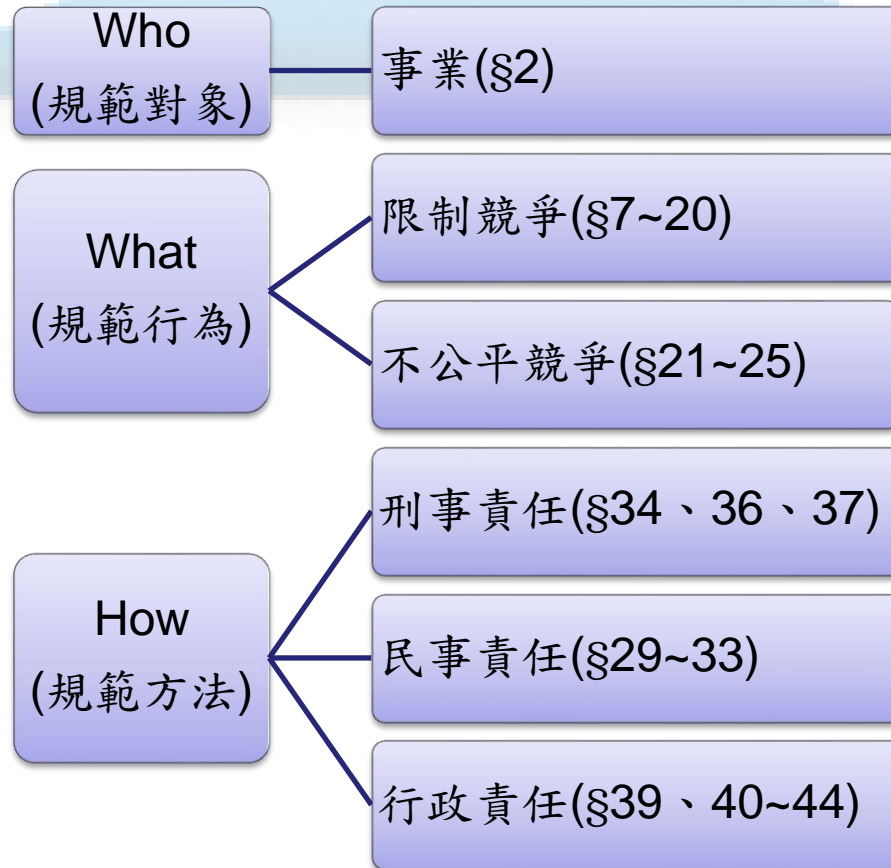 Who
(規範對象)
事業(§2)
What
(規範行為)
限制競爭(§7~20)
不公平競爭(§21~25)
How
(規範方法)
刑事責任(§34、36、37)
民事責任(§29~33)
行政責任(§39、40~44)